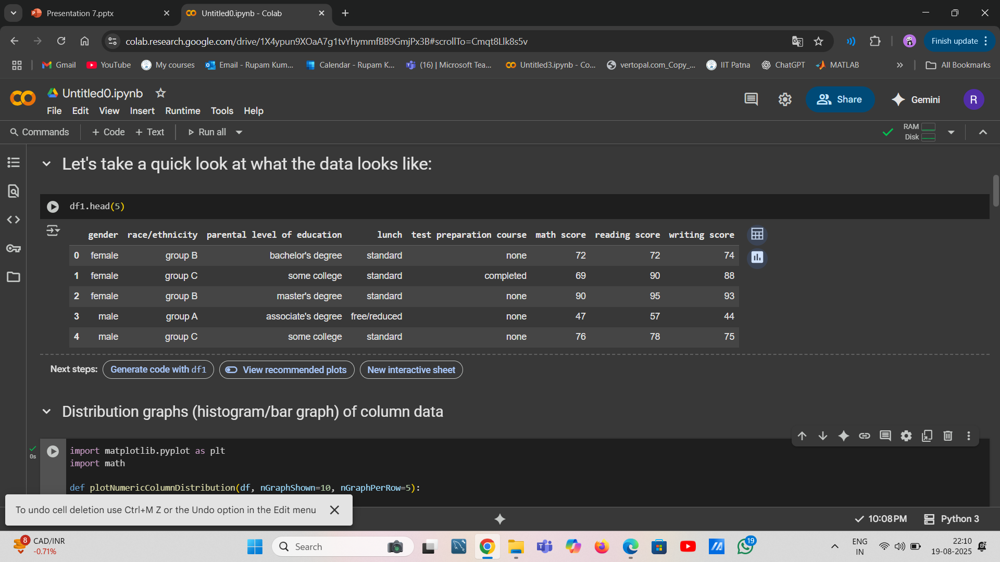 Presentation 7.pptx
Untitled0.ipynb - Colab
colab.research.google.com/drive/1X4ypun9XOaA7g1tvYhymmfBB9GmjPx3B#scrollTo=Cmqt8Llk8s5v
Finish update
Gmail YouTube My courses Email - Rupam Kum... Calendar - Rupam K... (16) | Microsoft Tea... Untitled3.ipynb - Co... vertopal.com_Copy_... IIT Patna ChatGPT MATLAB » All Bookmarks
Untitled0.ipynb
File Edit View Insert Runtime Tools Help
Share
Gemini
R
Commands + Code + Text Run all
RAM
Disk
Let's take a quick look at what the data looks like:
df1.head(5)
gender race/ethnicity parental level of education lunch test preparation course math score reading score writing score
0 female group B bachelor's degree standard none 72 72 74
1 female group C some college standard completed 69 90 88
2 female group B master's degree standard none 90 95 93
3 male group A associate's degree free/reduced none 47 57 44
4 male group C some college standard none 76 78 75
Next steps: Generate code with df1 View recommended plots New interactive sheet
Distribution graphs (histogram/bar graph) of column data
0s
import matplotlib.pyplot as plt
import math
def plotNumericColumnDistribution(df, nGraphShown=10, nGraphPerRow=5):
To undo cell deletion use Ctrl+M Z or the Undo option in the Edit menu
10:08 PM Python 3
8
CAD/INR
-0.71%
Search
19
ENG
IN
22:10
19-08-2025